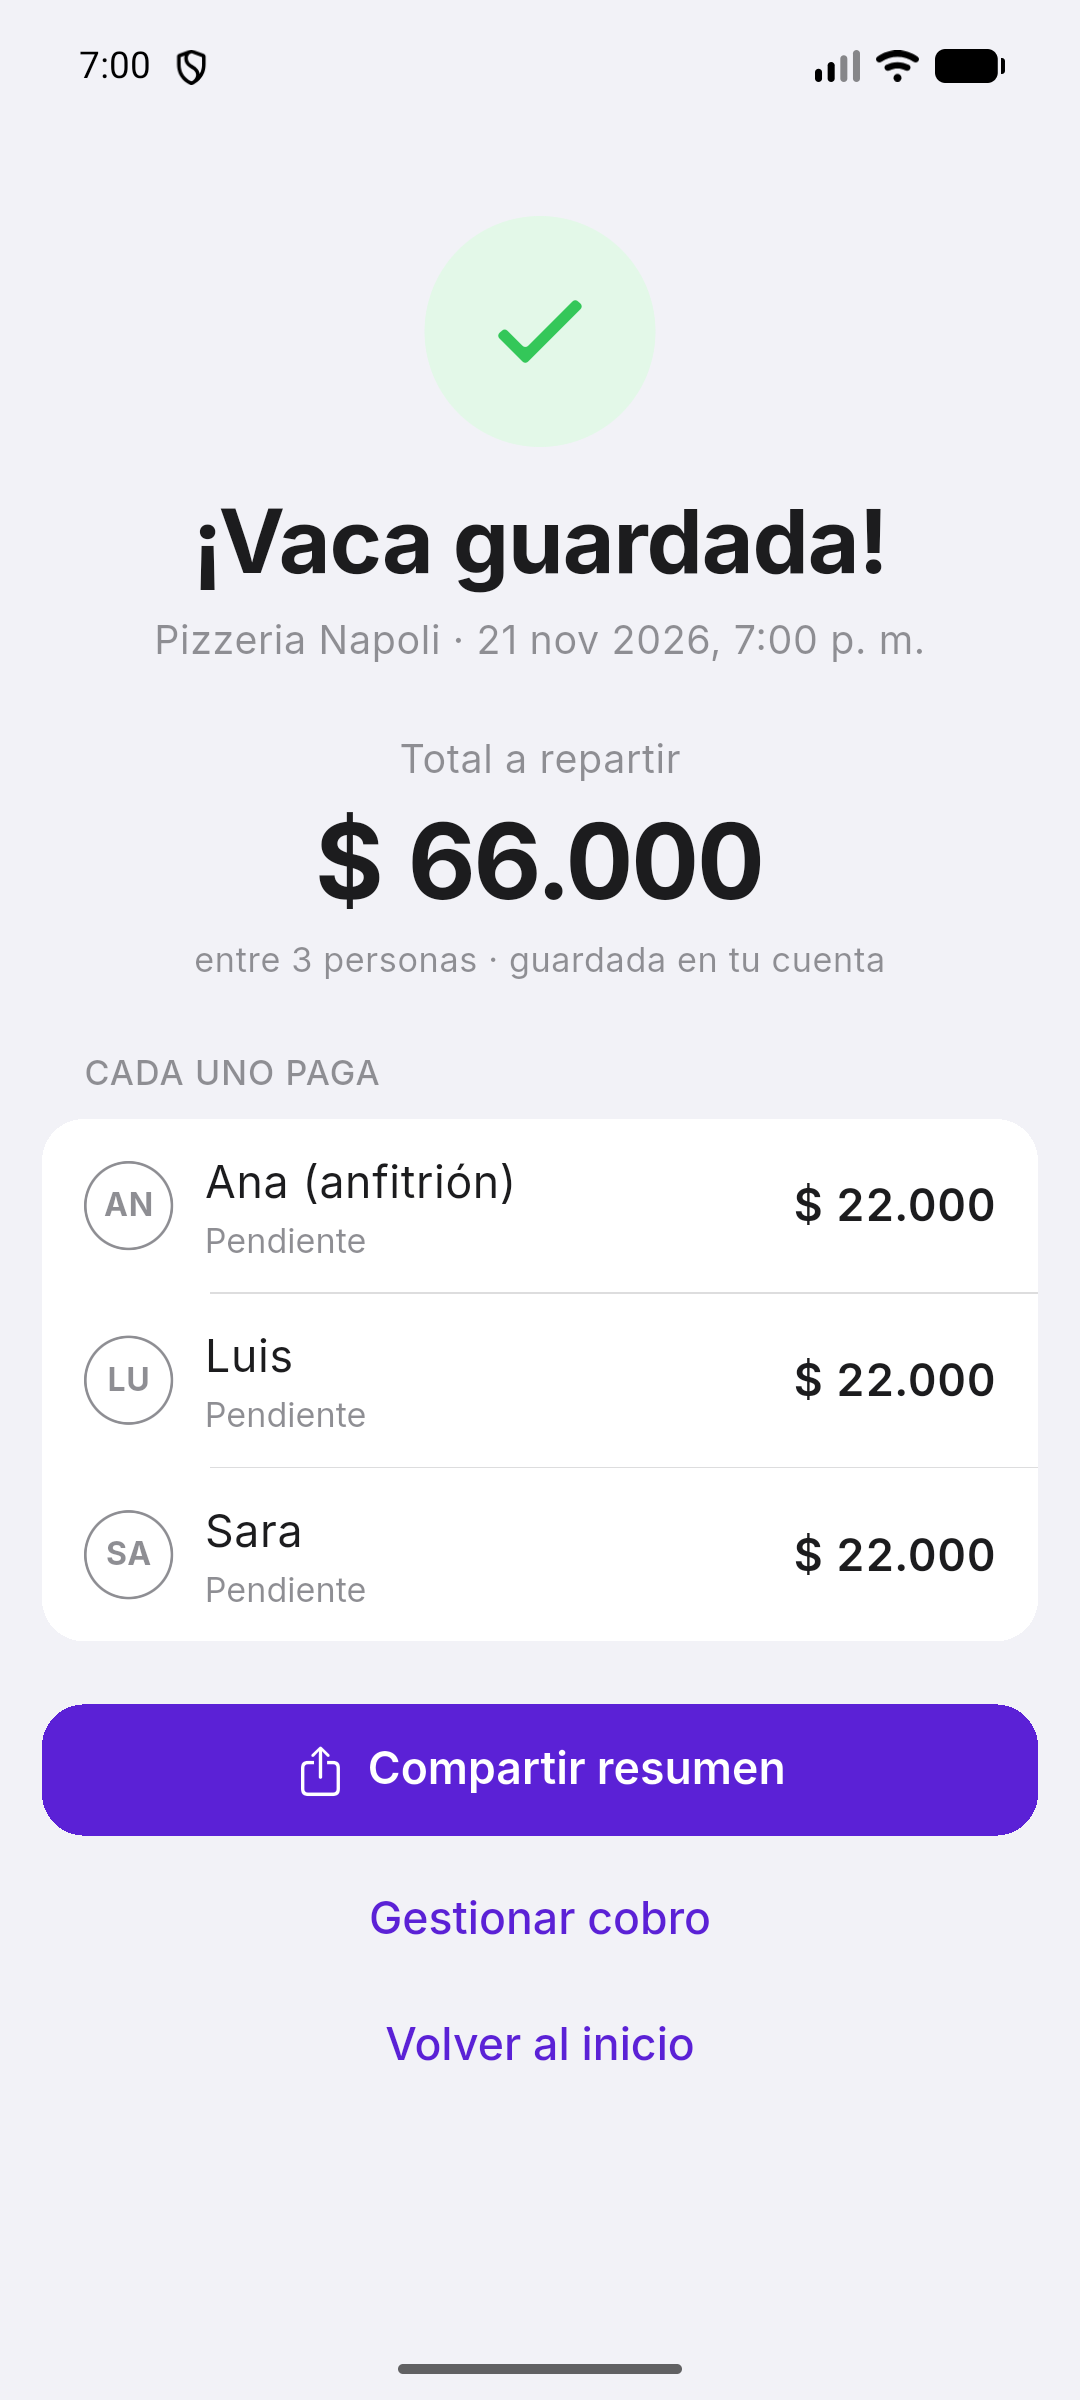 7:00
¡Vaca guardada!
Pizzeria Napoli · 21 nov 2026, 7:00 p. m.
Total a repartir
$ 66.000
entre 3 personas · guardada en tu cuenta
CADA UNO PAGA
AN Ana (anfitrión) $ 22.000
Pendiente
LU Luis $ 22.000
Pendiente
SA Sara $ 22.000
Pendiente
Compartir resumen
Gestionar cobro
Volver al inicio